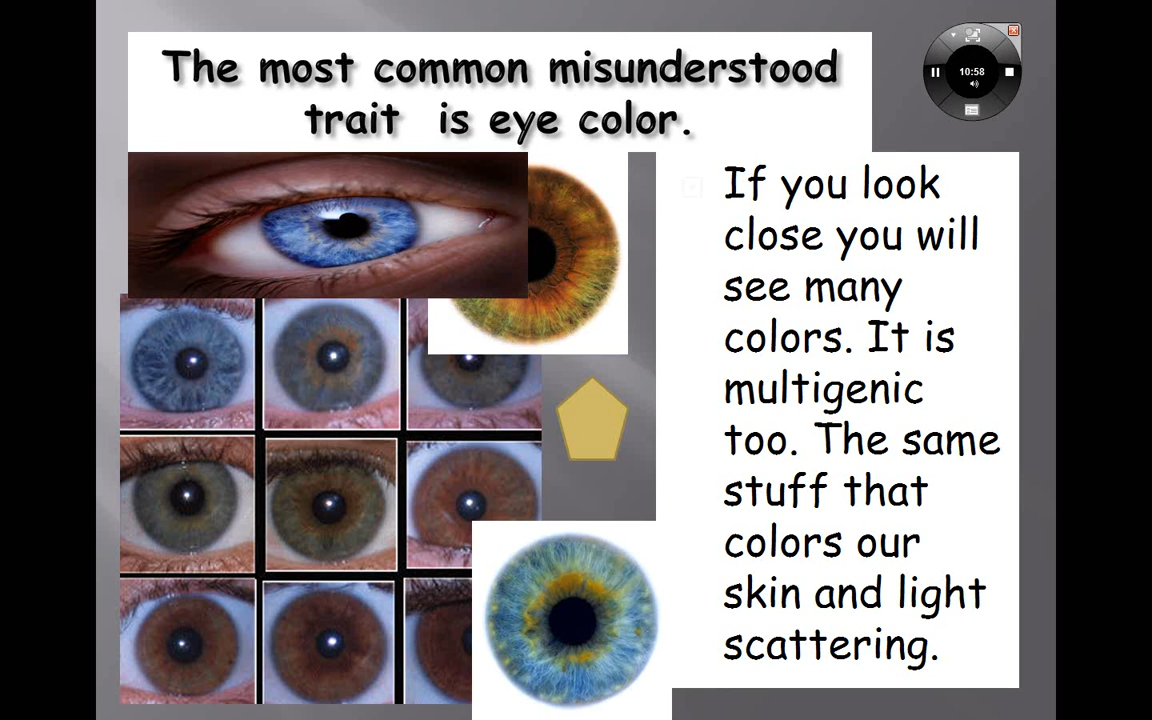 The most common misunderstood
trait is eye color.
10:58
If you look
close you will
see many
colors. It is
multigenic
too. The same
stuff that
colors our
skin and light
scattering.